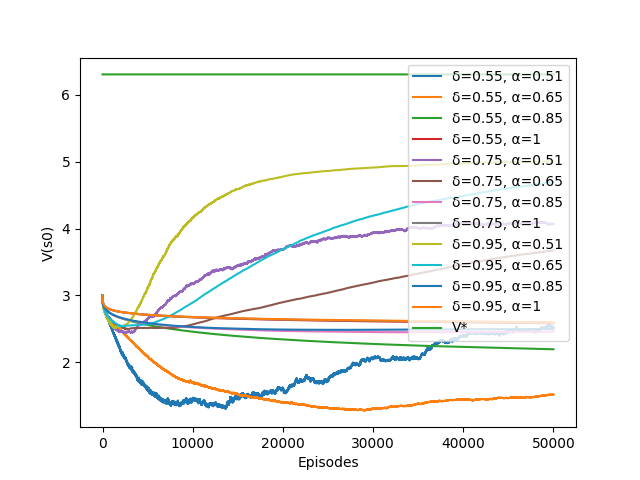 6
5
4
3
2
V(s0)
0
10000
20000
30000
40000
50000
Episodes
δ=0.55, α=0.51
δ=0.55, α=0.65
δ=0.55, α=0.85
δ=0.55, α=1
δ=0.75, α=0.51
δ=0.75, α=0.65
δ=0.75, α=0.85
δ=0.75, α=1
δ=0.95, α=0.51
δ=0.95, α=0.65
δ=0.95, α=0.85
δ=0.95, α=1
V*